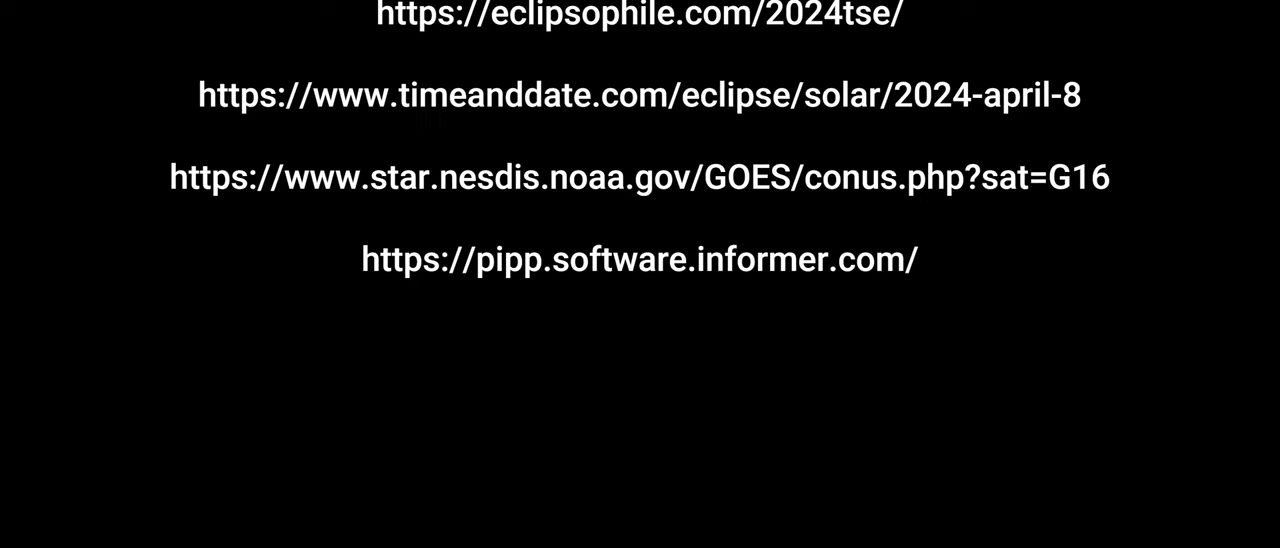 https://eclipsophile.com/2024tse/
https://www.timeanddate.com/eclipse/solar/2024-april-8
https://www.star.nesdis.noaa.gov/GOES/conus.php?sat=G16
https://pipp.software.informer.com/